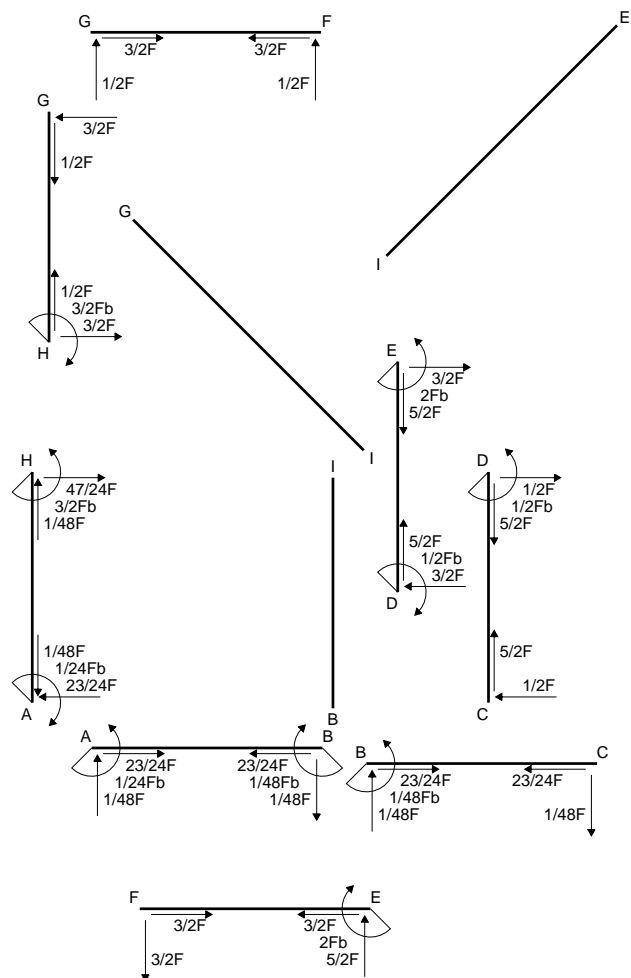 G F
3/2F 3/2F
1/2F 1/2F
E
G
3/2F
1/2F
1/2F
3/2Fb
3/2F
H
G
I
I
E
3/2F
2Fb
5/2F
5/2F
1/2Fb
3/2F
D
D
1/2F
1/2Fb
5/2F
5/2F
1/2F
C
H
47/24F
3/2Fb
1/48F
1/48F
1/24Fb
23/24F
A
I
B
A B
23/24F 23/24F
1/24Fb 1/48Fb
1/48F 1/48F
B C
23/24F 23/24F
1/48Fb
1/48F 1/48F
F E
3/2F 3/2F
3/2F 2Fb
5/2F